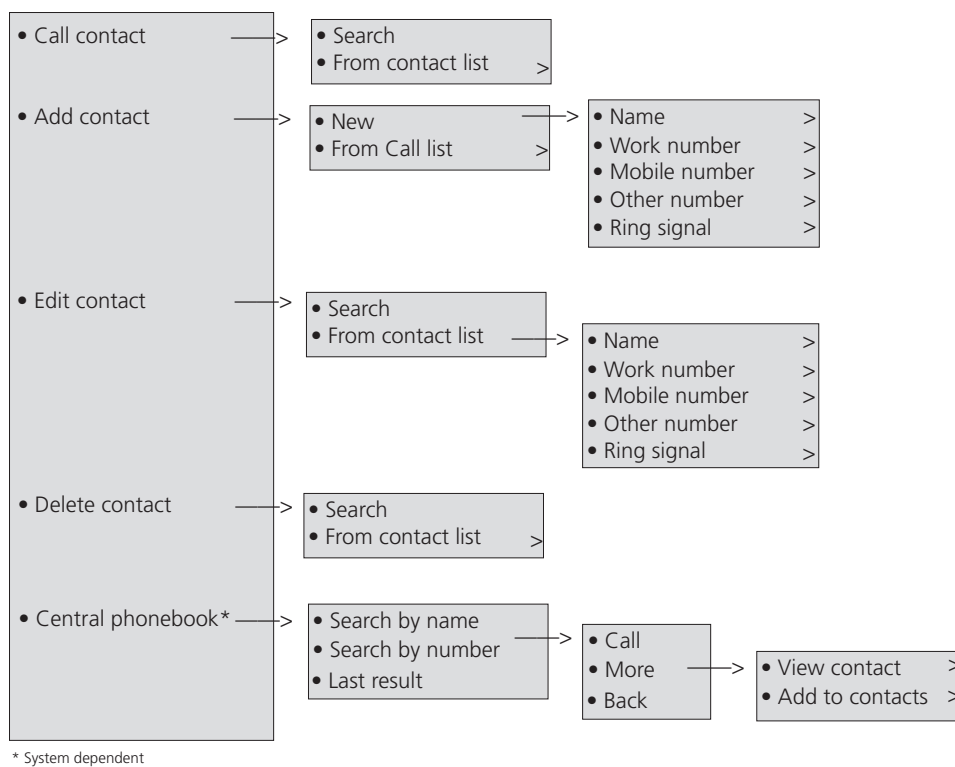 • Call contact
• Search
• From contact list >
• Add contact
• New
• From Call list >
• Name >
• Work number >
• Mobile number >
• Other number >
• Ring signal >
• Edit contact
• Search
• From contact list
• Name >
• Work number >
• Mobile number >
• Other number >
• Ring signal >
• Delete contact
• Search
• From contact list >
• Central phonebook*
• Search by name
• Search by number
• Last result
• Call
• More
• Back
• View contact >
• Add to contacts >
* System dependent